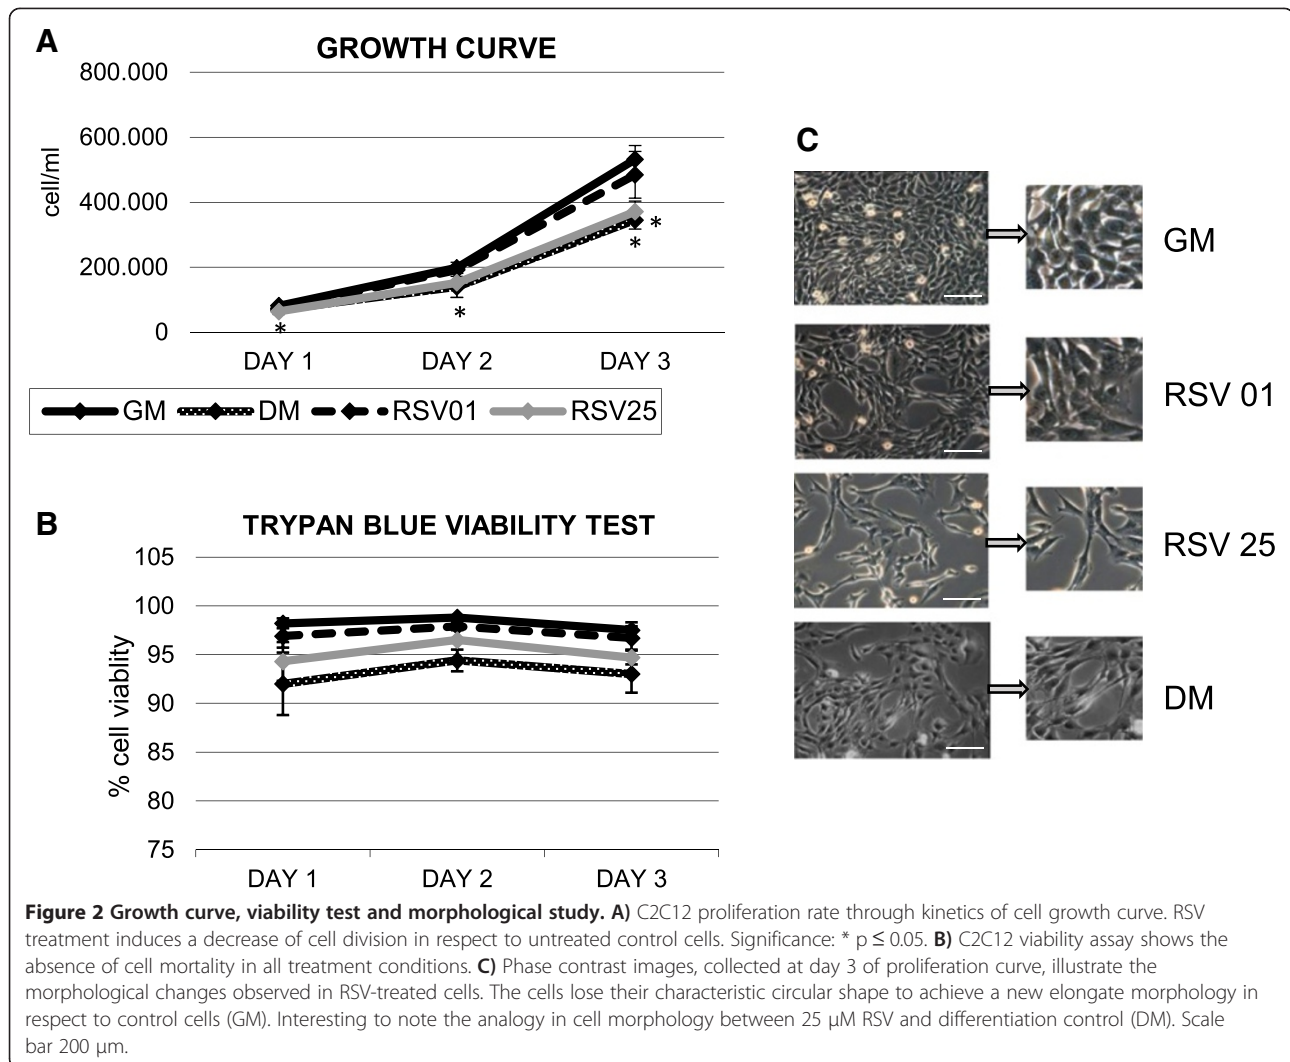 A
GROWTH CURVE
800.000
600.000
400.000
200.000
0
cell/ml
*
*
*
*
DAY 1 DAY 2 DAY 3
GM DM RSV01 RSV25
B
TRYPAN BLUE VIABILITY TEST
105
100
95
90
85
80
75
% cell viablity
DAY 1 DAY 2 DAY 3
C
GM
RSV 01
RSV 25
DM
Figure 2 Growth curve, viability test and morphological study. A) C2C12 proliferation rate through kinetics of cell growth curve. RSV
treatment induces a decrease of cell division in respect to untreated control cells. Significance: * p ≤ 0.05. B) C2C12 viability assay shows the
absence of cell mortality in all treatment conditions. C) Phase contrast images, collected at day 3 of proliferation curve, illustrate the
morphological changes observed in RSV-treated cells. The cells lose their characteristic circular shape to achieve a new elongate morphology in
respect to control cells (GM). Interesting to note the analogy in cell morphology between 25 μM RSV and differentiation control (DM). Scale
bar 200 μm.